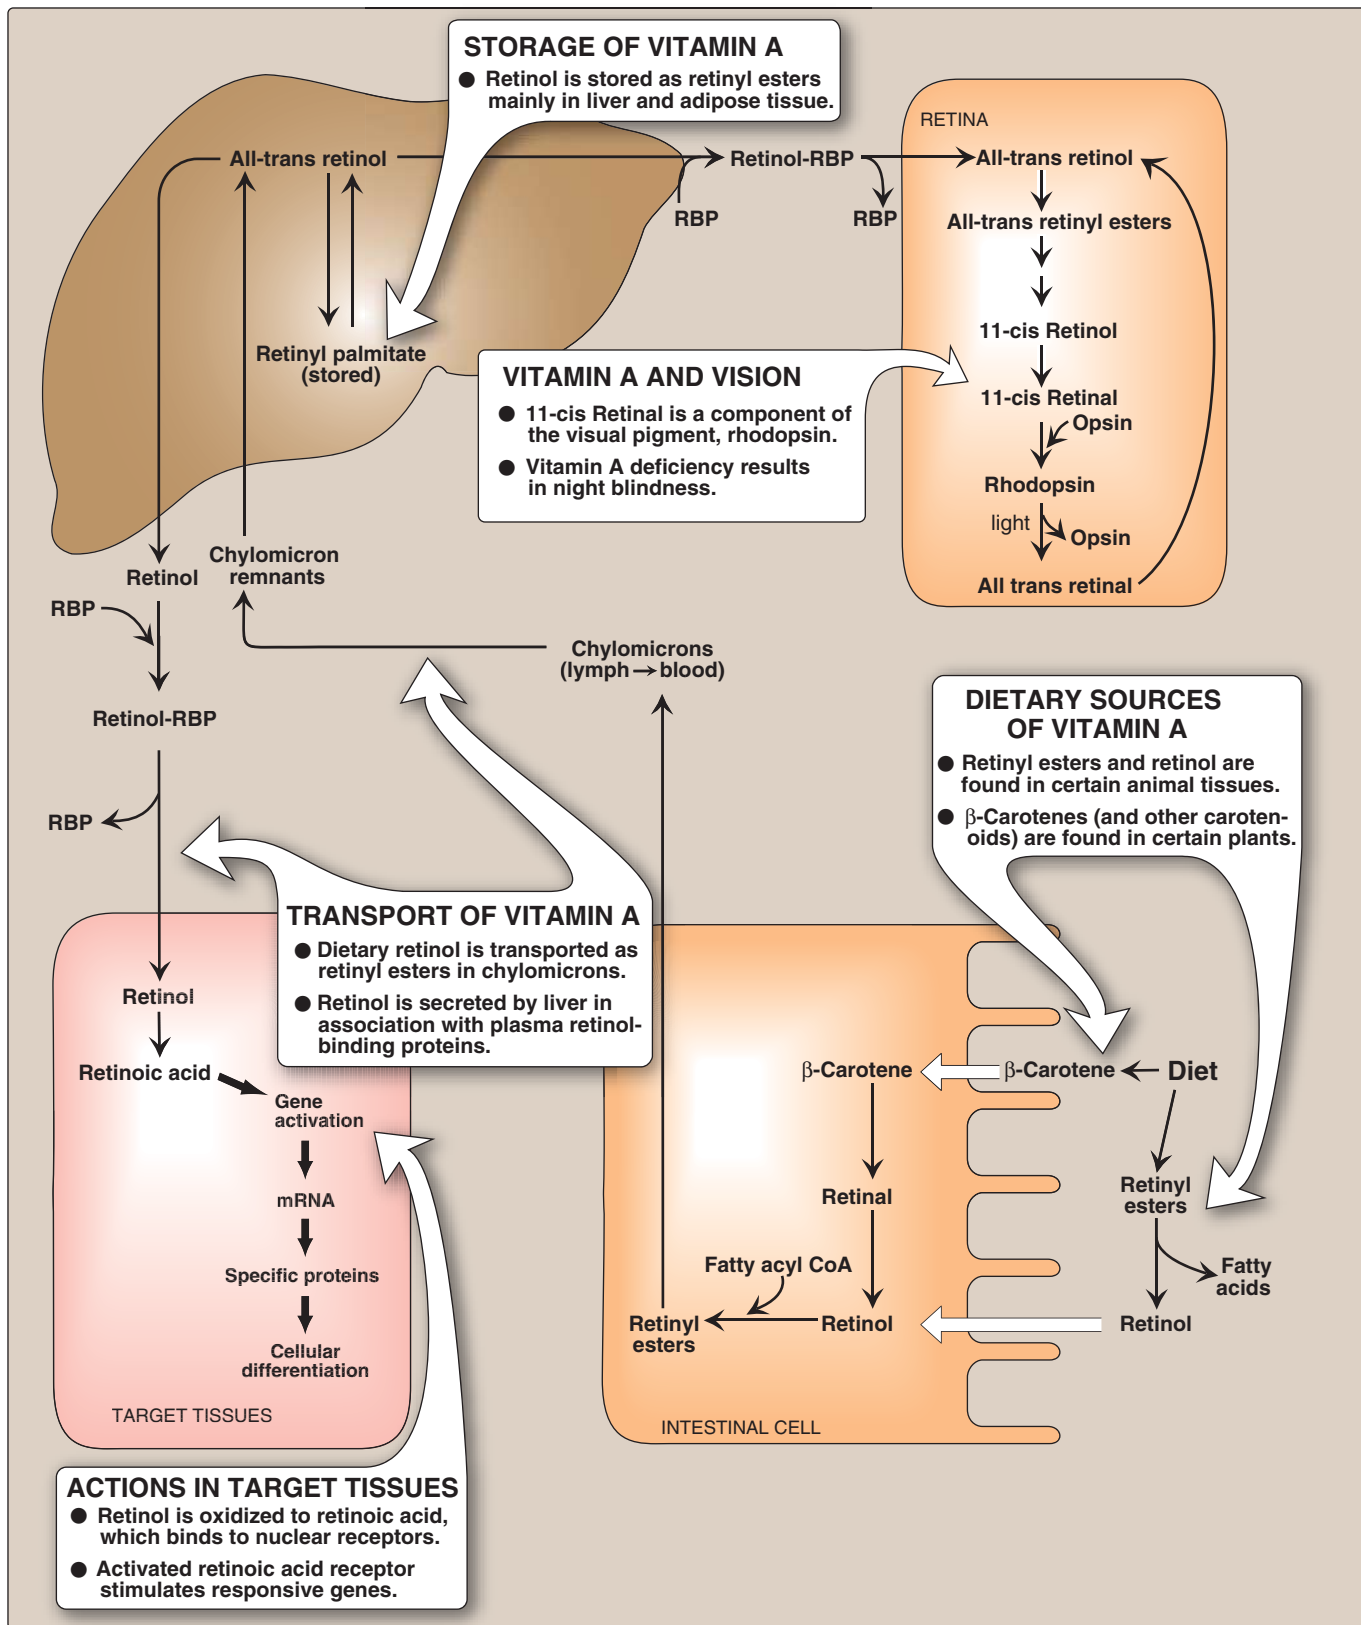 STORAGE OF VITAMIN A
● Retinol is stored as retinyl esters
mainly in liver and adipose tissue.
RETINA
All-trans retinol
Retinol-RBP
All-trans retinol
RBP
RBP
All-trans retinyl esters
11-cis Retinol
Retinyl palmitate
(stored)
VITAMIN A AND VISION
● 11-cis Retinal is a component of
the visual pigment, rhodopsin.
● Vitamin A deficiency results
in night blindness.
11-cis Retinal
Opsin
Rhodopsin
light
Opsin
All trans retinal
Chylomicron
remnants
Retinol
RBP
Retinol-RBP
RBP
Chylomicrons
(lymph → blood)
DIETARY SOURCES
OF VITAMIN A
● Retinyl esters and retinol are
found in certain animal tissues.
● β-Carotenes (and other caroten-
oids) are found in certain plants.
TRANSPORT OF VITAMIN A
● Dietary retinol is transported as
retinyl esters in chylomicrons.
● Retinol is secreted by liver in
association with plasma retinol-
binding proteins.
Retinol
Retinoic acid
Gene
activation
mRNA
Specific proteins
Cellular
differentiation
TARGET TISSUES
β-Carotene
β-Carotene
Diet
Retinal
Retinyl
esters
Fatty acyl CoA
Fatty
acids
Retinyl
esters
Retinol
Retinol
INTESTINAL CELL
ACTIONS IN TARGET TISSUES
● Retinol is oxidized to retinoic acid,
which binds to nuclear receptors.
● Activated retinoic acid receptor
stimulates responsive genes.